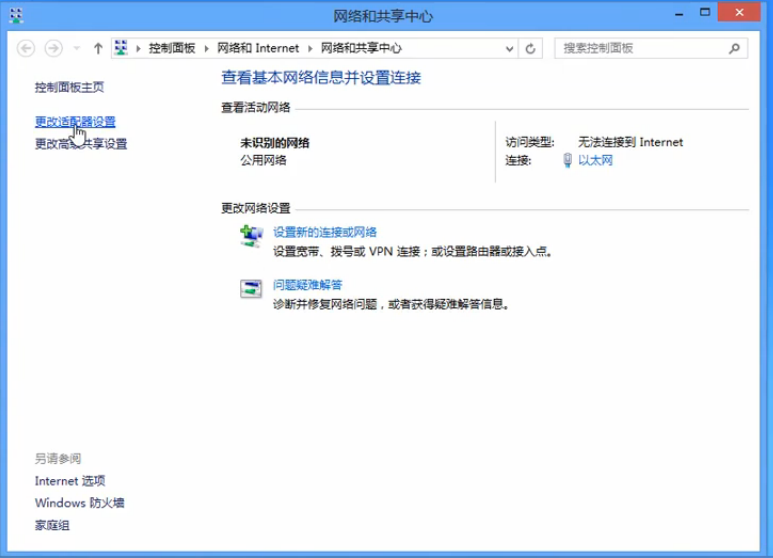 网络和共享中心
控制面板 网络和 Internet 网络和共享中心
搜索控制面板
控制面板主页
更改适配器设置
更改高级共享设置
查看基本网络信息并设置连接
查看活动网络
未识别的网络
公用网络
访问类型: 无法连接到 Internet
连接: 以太网
更改网络设置
设置新的连接或网络
设置宽带、拨号或 VPN 连接；或设置路由器或接入点。
问题疑难解答
诊断并修复网络问题，或者获得疑难解答信息。
另请参阅
Internet 选项
Windows 防火墙
家庭组